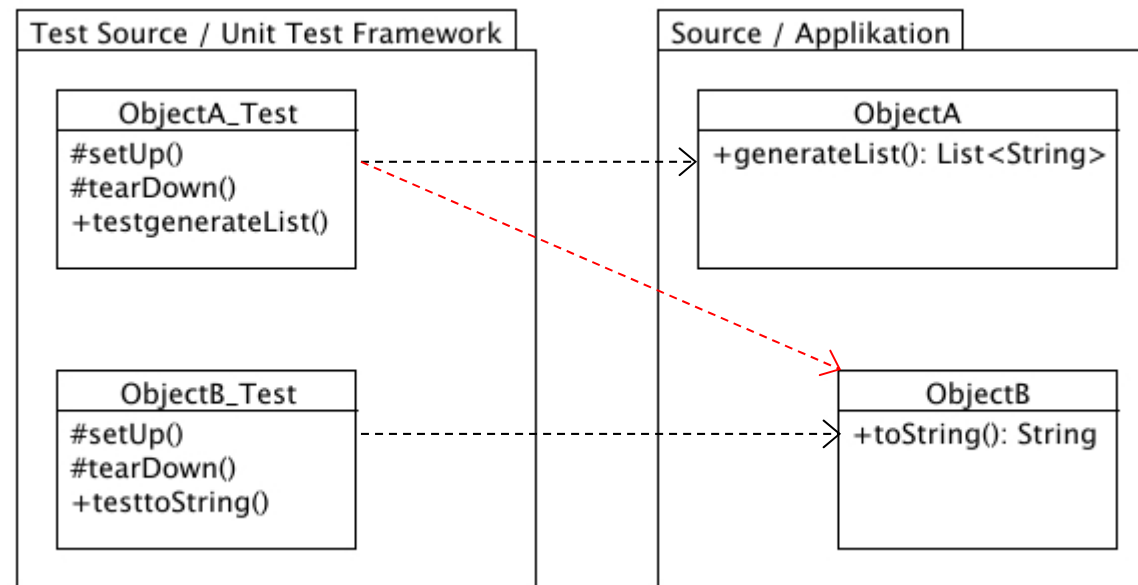 Test Source / Unit Test Framework
ObjectA_Test
#setUp()
#tearDown()
+testgenerateList()
ObjectB_Test
#setUp()
#tearDown()
+testtoString()
Source / Applikation
ObjectA
+generateList(): List<String>
ObjectB
+toString(): String